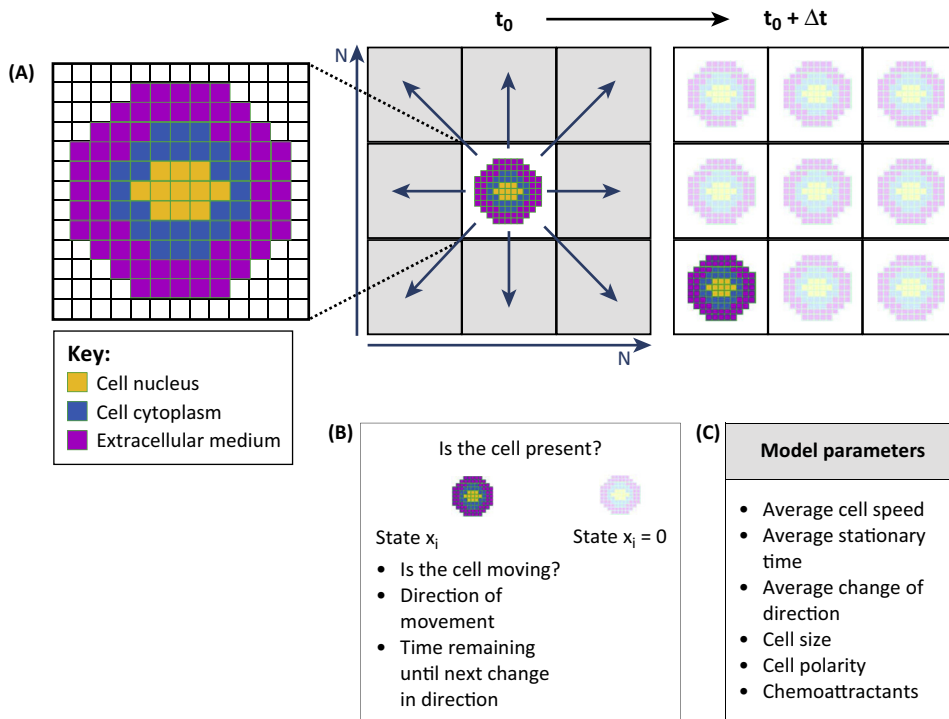 t₀
t₀ + Δt
(A)
N
N
Key:
Cell nucleus
Cell cytoplasm
Extracellular medium
(B)
Is the cell present?
State xᵢ
State xᵢ = 0
• Is the cell moving?
• Direction of
movement
• Time remaining
until next change
in direction
(C)
Model parameters
• Average cell speed
• Average stationary
time
• Average change of
direction
• Cell size
• Cell polarity
• Chemoattractants